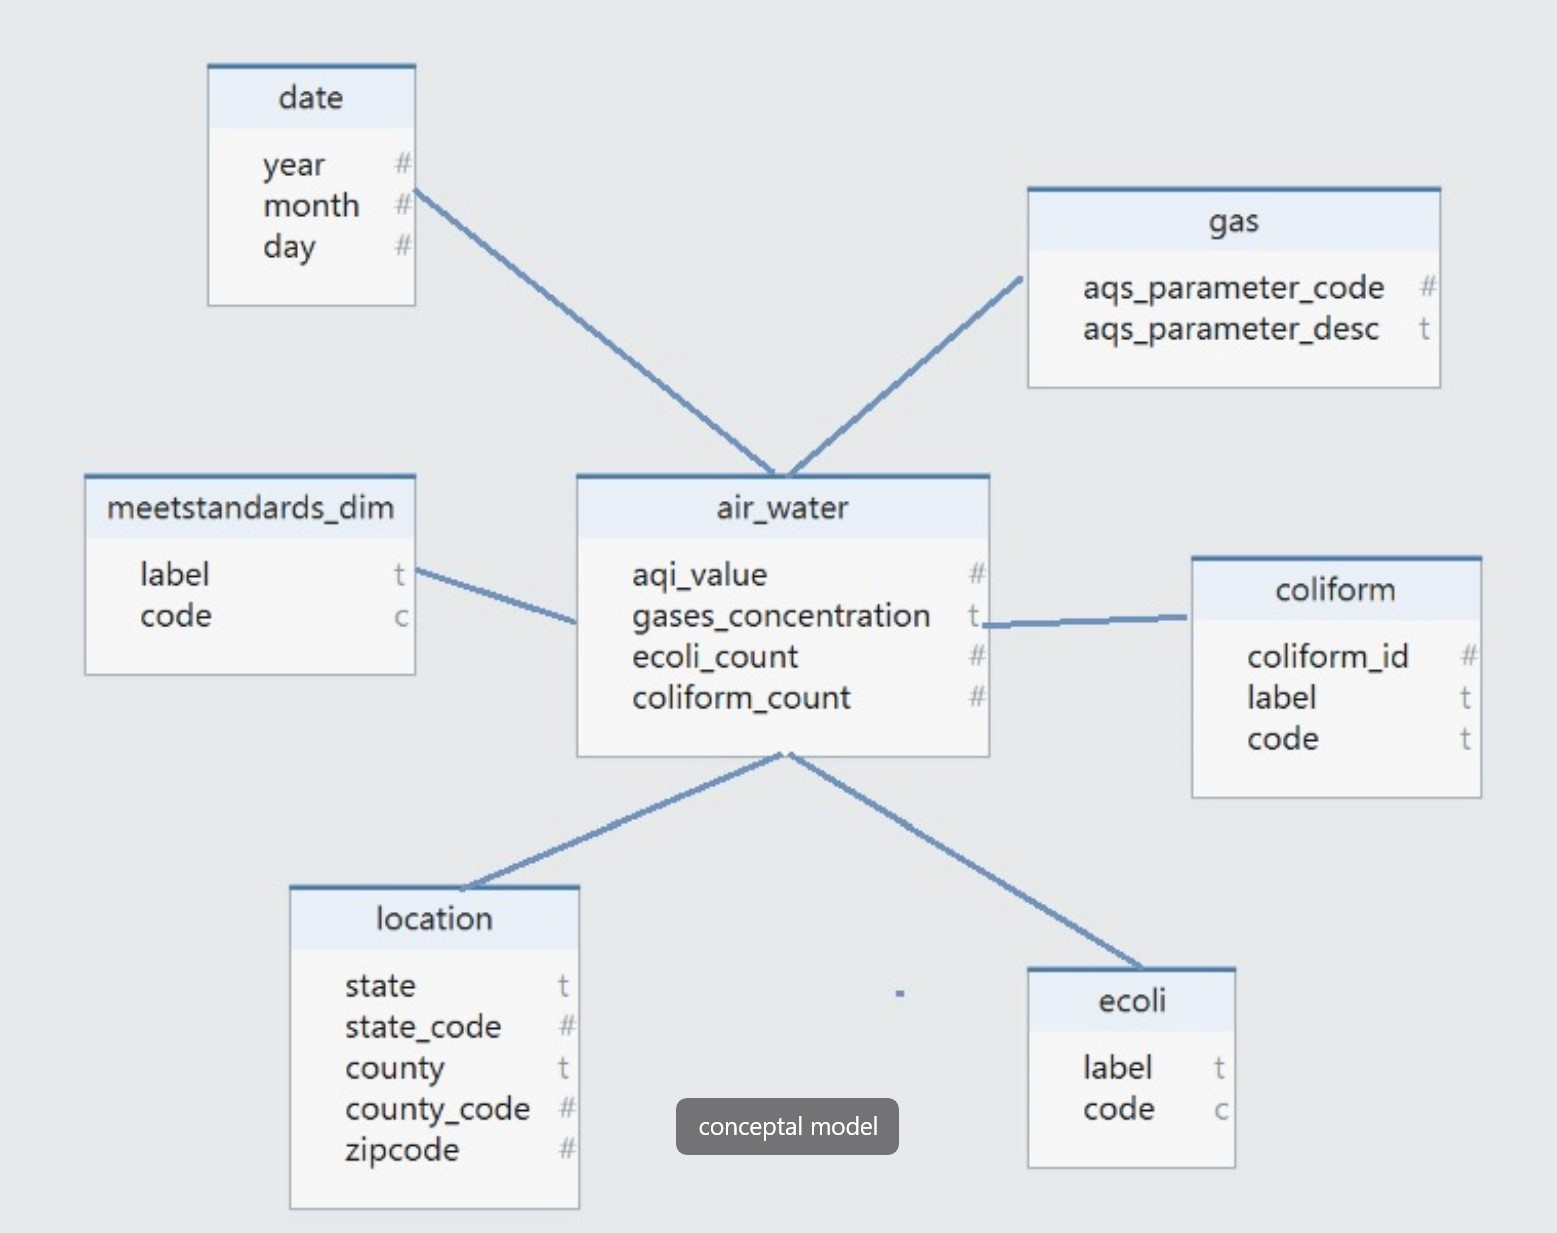 date
year #
month #
day #
gas
aqs_parameter_code #
aqs_parameter_desc t
meetstandards_dim
label t
code c
air_water
aqi_value #
gases_concentration t
ecoli_count #
coliform_count #
coliform
coliform_id #
label t
code t
location
state t
state_code #
county t
county_code #
zipcode #
ecoli
label t
code c
conceptal model